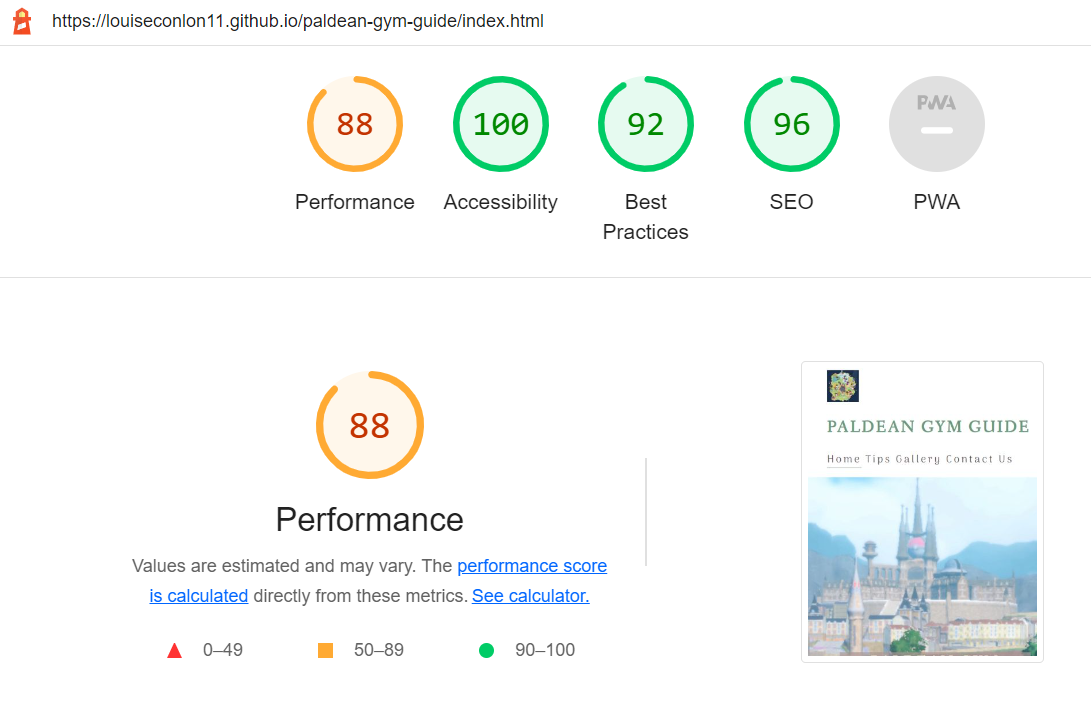 https://louiseconlon11.github.io/paldean-gym-guide/index.html
88
100
92
96
PWA
Performance
Accessibility
Best
Practices
SEO
PWA
88
Performance
Values are estimated and may vary. The performance score
is calculated directly from these metrics. See calculator.
0–49
50–89
90–100
PALDEAN GYM GUIDE
Home Tips Gallery Contact Us